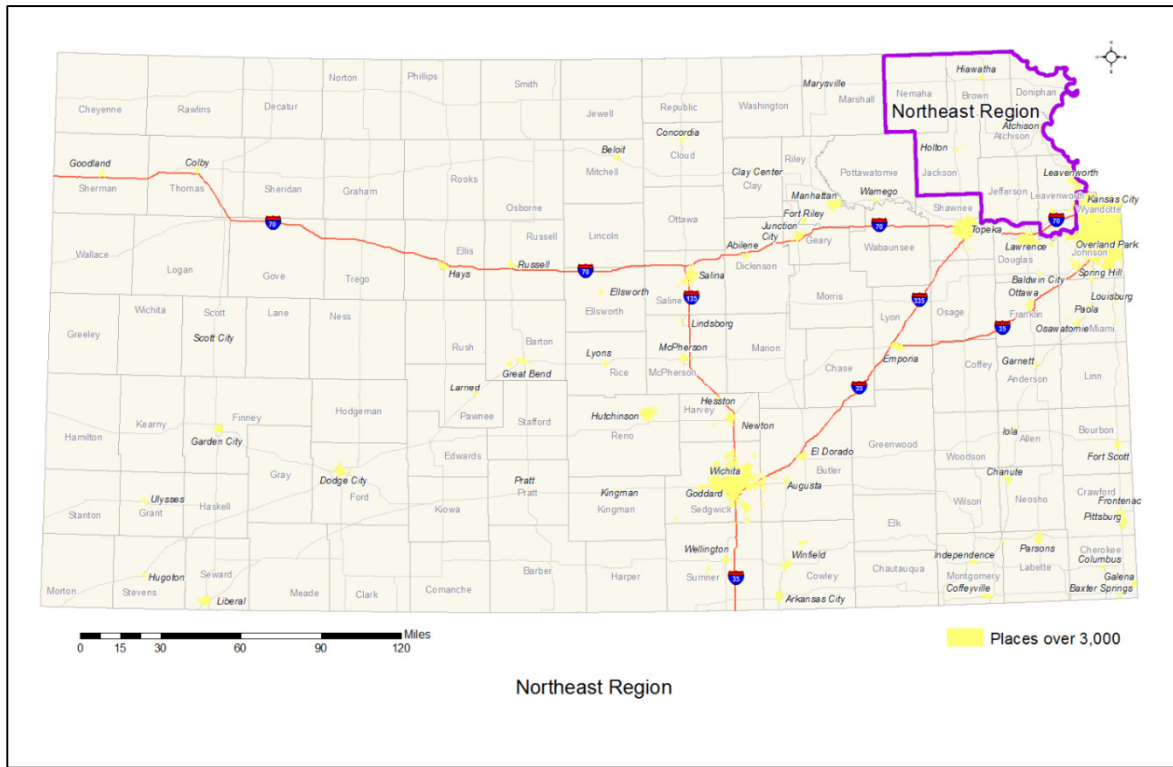 Cheyenne
Rawlins
Decatur
Norton
Phillips
Smith
Jewell
Republic
Washington
Marysville
Marshall
Nemaha
Hiawatha
Brown
Doniphan
Northeast Region
Atchison
Atchison
Goodland
Sherman
Colby
Thomas
Sheridan
Graham
Rooks
Osborne
Beloit
Mitchell
Concordia
Cloud
Clay Center
Clay
Riley
Pottawatomie
Manhattan
Wamego
Holton
Jackson
Jefferson
Leavenworth
Leavenworth
Kansas City
Wyandotte
70
Wallace
Logan
Gove
Trego
Ellis
Hays
Russell
Russell
Lincoln
70
Ottawa
Salina
Saline
Abilene
Dickinson
Fort Riley
Junction
City
Geary
70
Wabaunsee
Shawnee
Topeka
70
Lawrence
Douglas
Overland Park
Johnson
Spring Hill
Baldwin City
Ottawa
Franklin
Louisburg
Paola
Osawatomie
Miami
Greeley
Wichita
Scott
Scott City
Lane
Ness
Rush
Barton
Great Bend
Ellsworth
Ellsworth
Lyons
Rice
135
Lindsborg
McPherson
McPherson
Marion
Morris
Chase
Lyon
335
Osage
35
Emporia
Coffey
Garnett
Anderson
Linn
Hamilton
Kearny
Finney
Garden City
Hodgeman
Larned
Pawnee
Stafford
Edwards
Hutchinson
Reno
Hesston
Harvey
Newton
35
El Dorado
Butler
Augusta
Greenwood
Woodson
Iola
Allen
Bourbon
Fort Scott
Stanton
Ulysses
Grant
Haskell
Gray
Dodge City
Ford
Kiowa
Pratt
Pratt
Kingman
Kingman
Wichita
Goddard
Sedgwick
Elk
Wilson
Chanute
Neosho
Crawford
Frontenac
Pittsburg
Morton
Hugoton
Stevens
Seward
Liberal
Meade
Clark
Comanche
Barber
Harper
Wellington
Sumner
35
Winfield
Cowley
Arkansas City
Chautauqua
Independence
Montgomery
Coffeyville
Parsons
Labette
Cherokee
Columbus
Galena
Baxter Springs
Miles
0 15 30 60 90 120
Places over 3,000
Northeast Region